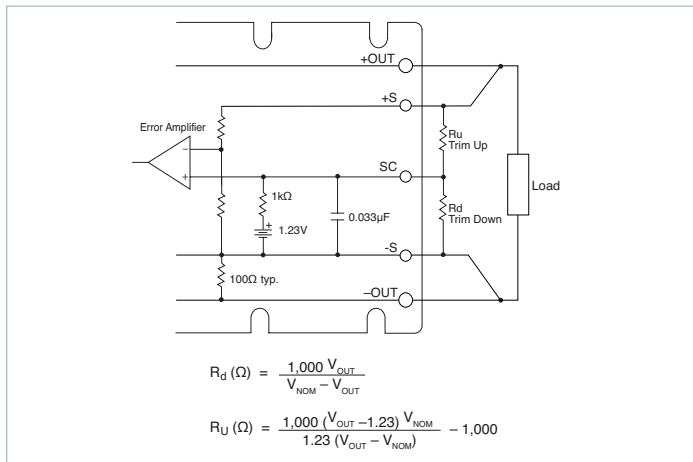 +OUT
+S
Error Amplifier
Ru
Trim Up
–
+
SC
1kΩ
0.033µF
Load
Rd
Trim Down
+
1.23V
-S
100Ω typ.
–OUT
R_d (Ω) = 1,000 V_OUT / V_NOM – V_OUT
R_U (Ω) = 1,000 (V_OUT –1.23) V_NOM / 1.23 (V_OUT – V_NOM) – 1,000